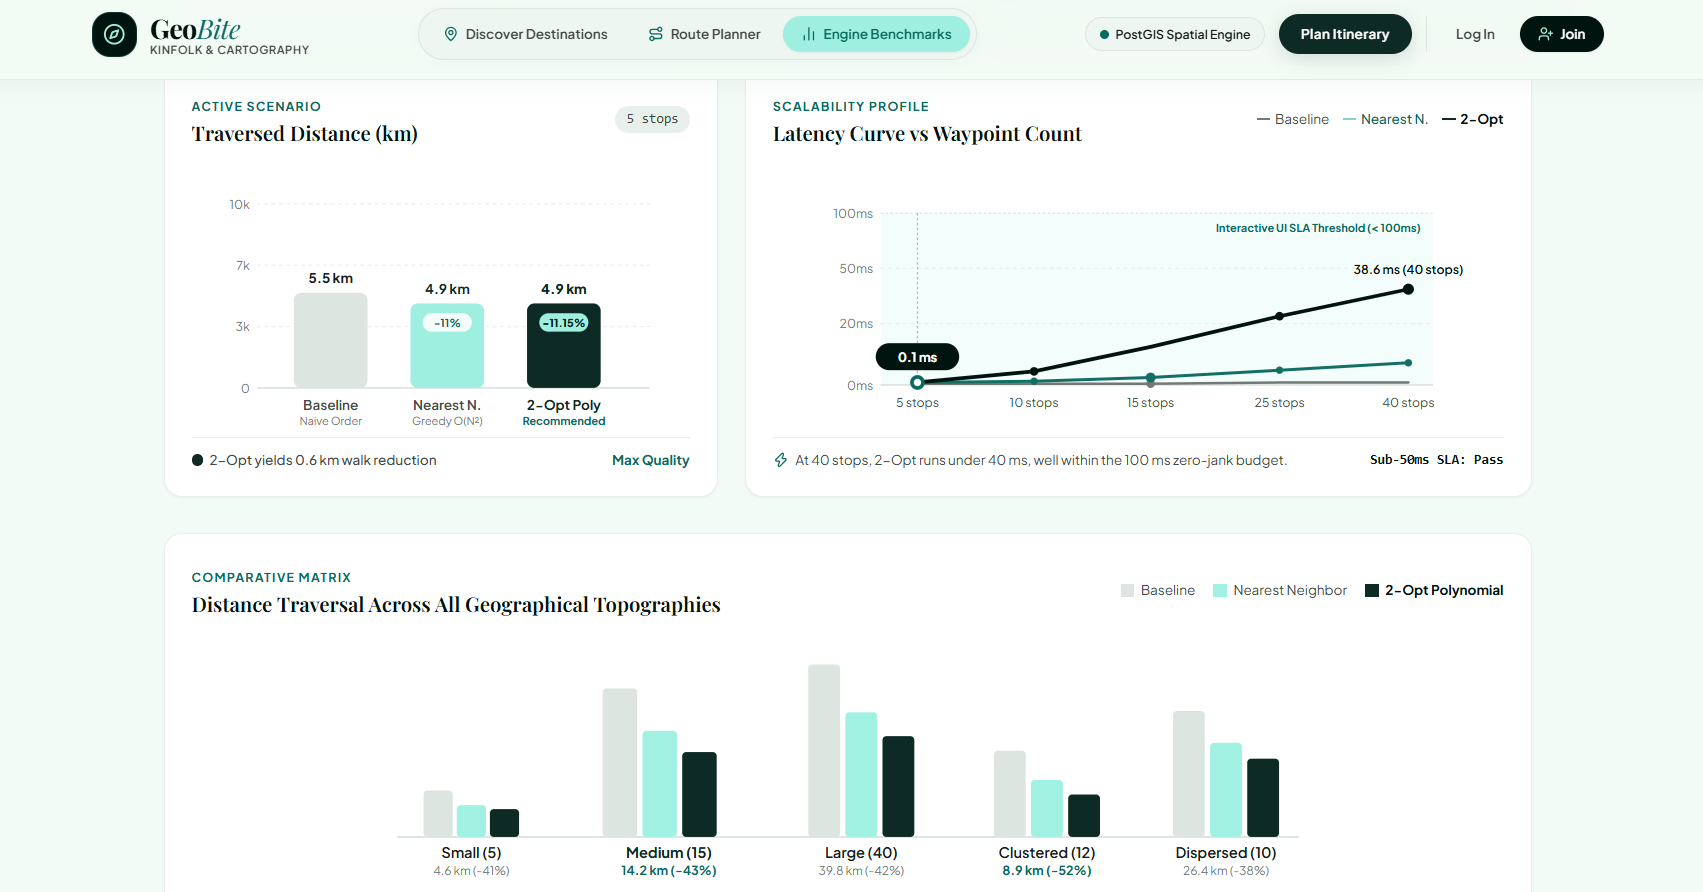 GeoBite
KINFOLK & CARTOGRAPHY
Discover Destinations
Route Planner
Engine Benchmarks
PostGIS Spatial Engine
Plan Itinerary
Log In
Join
ACTIVE SCENARIO
Traversed Distance (km)
5 stops
10k
7k
3k
0
5.5 km
4.9 km
4.9 km
-11%
-11.15%
Baseline
Naive Order
Nearest N.
Greedy O(N²)
2-Opt Poly
Recommended
2-Opt yields 0.6 km walk reduction
Max Quality
SCALABILITY PROFILE
Latency Curve vs Waypoint Count
Baseline
Nearest N.
2-Opt
100ms
50ms
20ms
0ms
Interactive UI SLA Threshold (< 100ms)
38.6 ms (40 stops)
0.1 ms
5 stops
10 stops
15 stops
25 stops
40 stops
At 40 stops, 2-Opt runs under 40 ms, well within the 100 ms zero-jank budget.
Sub-50ms SLA: Pass
COMPARATIVE MATRIX
Distance Traversal Across All Geographical Topographies
Baseline
Nearest Neighbor
2-Opt Polynomial
Small (5)
4.6 km (-41%)
Medium (15)
14.2 km (-43%)
Large (40)
39.8 km (-42%)
Clustered (12)
8.9 km (-52%)
Dispersed (10)
26.4 km (-38%)